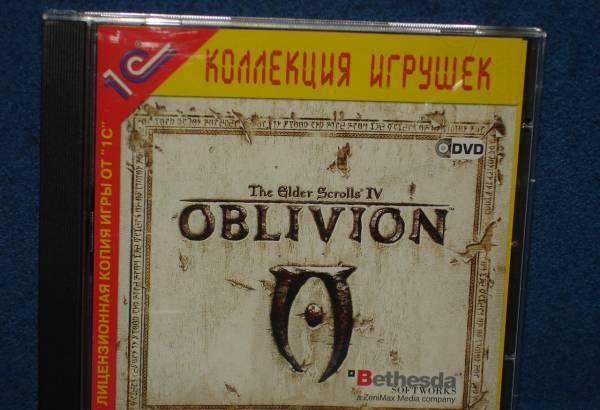 1С
КОЛЛЕКЦИЯ ИГРУШЕК
ЛИЦЕНЗИОННАЯ КОПИЯ ИГРЫ ОТ "1С"
DVD
The Elder Scrolls IV
OBLIVION
Bethesda
SOFTWORKS
a ZeniMax Media company